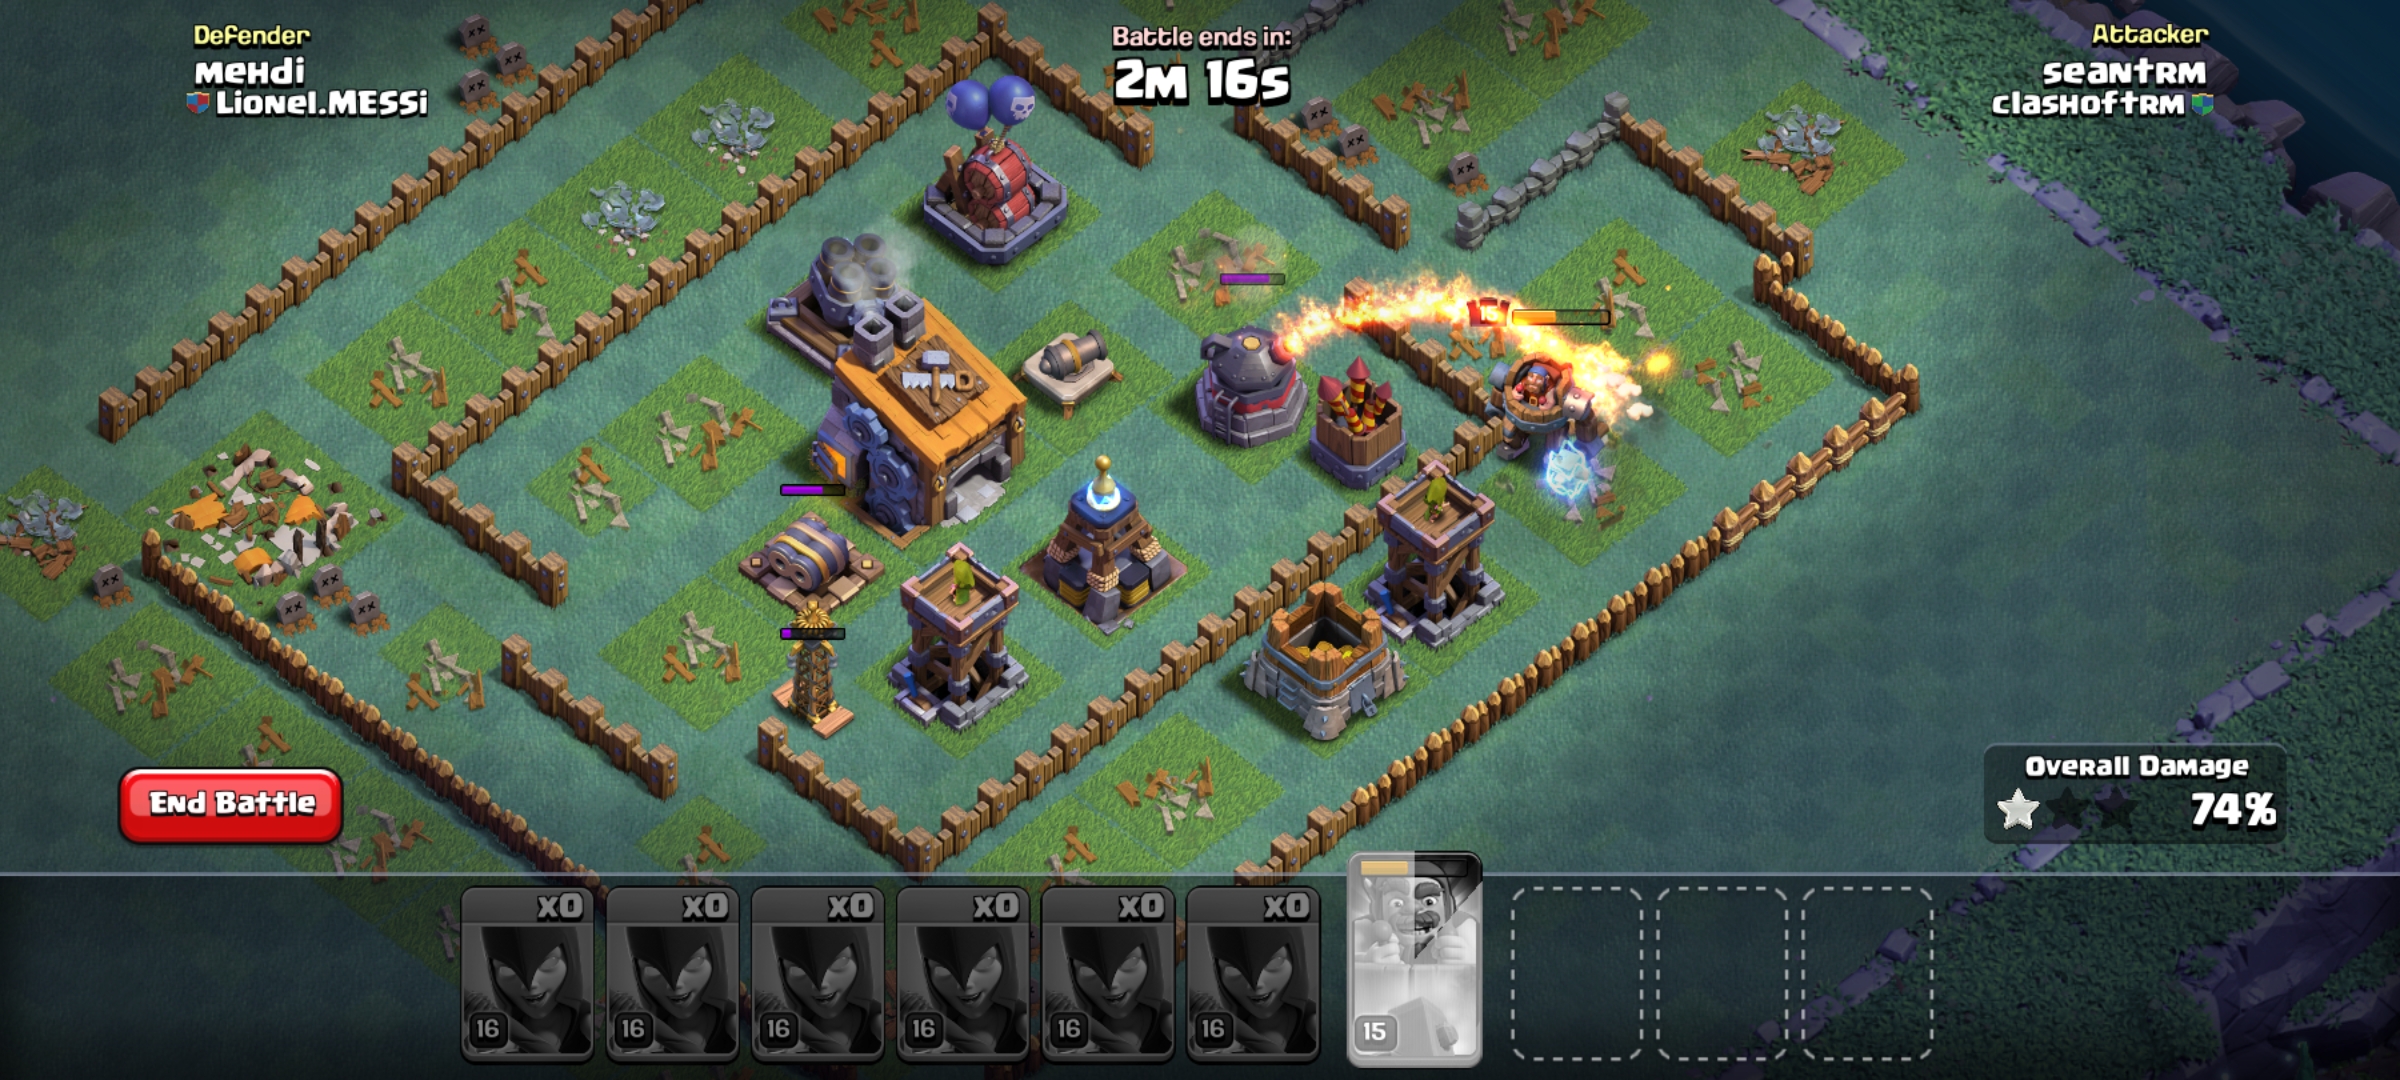 Defender
Mehdi
Lionel.MESSi
Battle ends in:
2M 16s
Attacker
seantRM
clashoftRM
15
End Battle
Overall Damage
74%
x0
x0
x0
x0
x0
x0
16
16
16
16
16
16
15